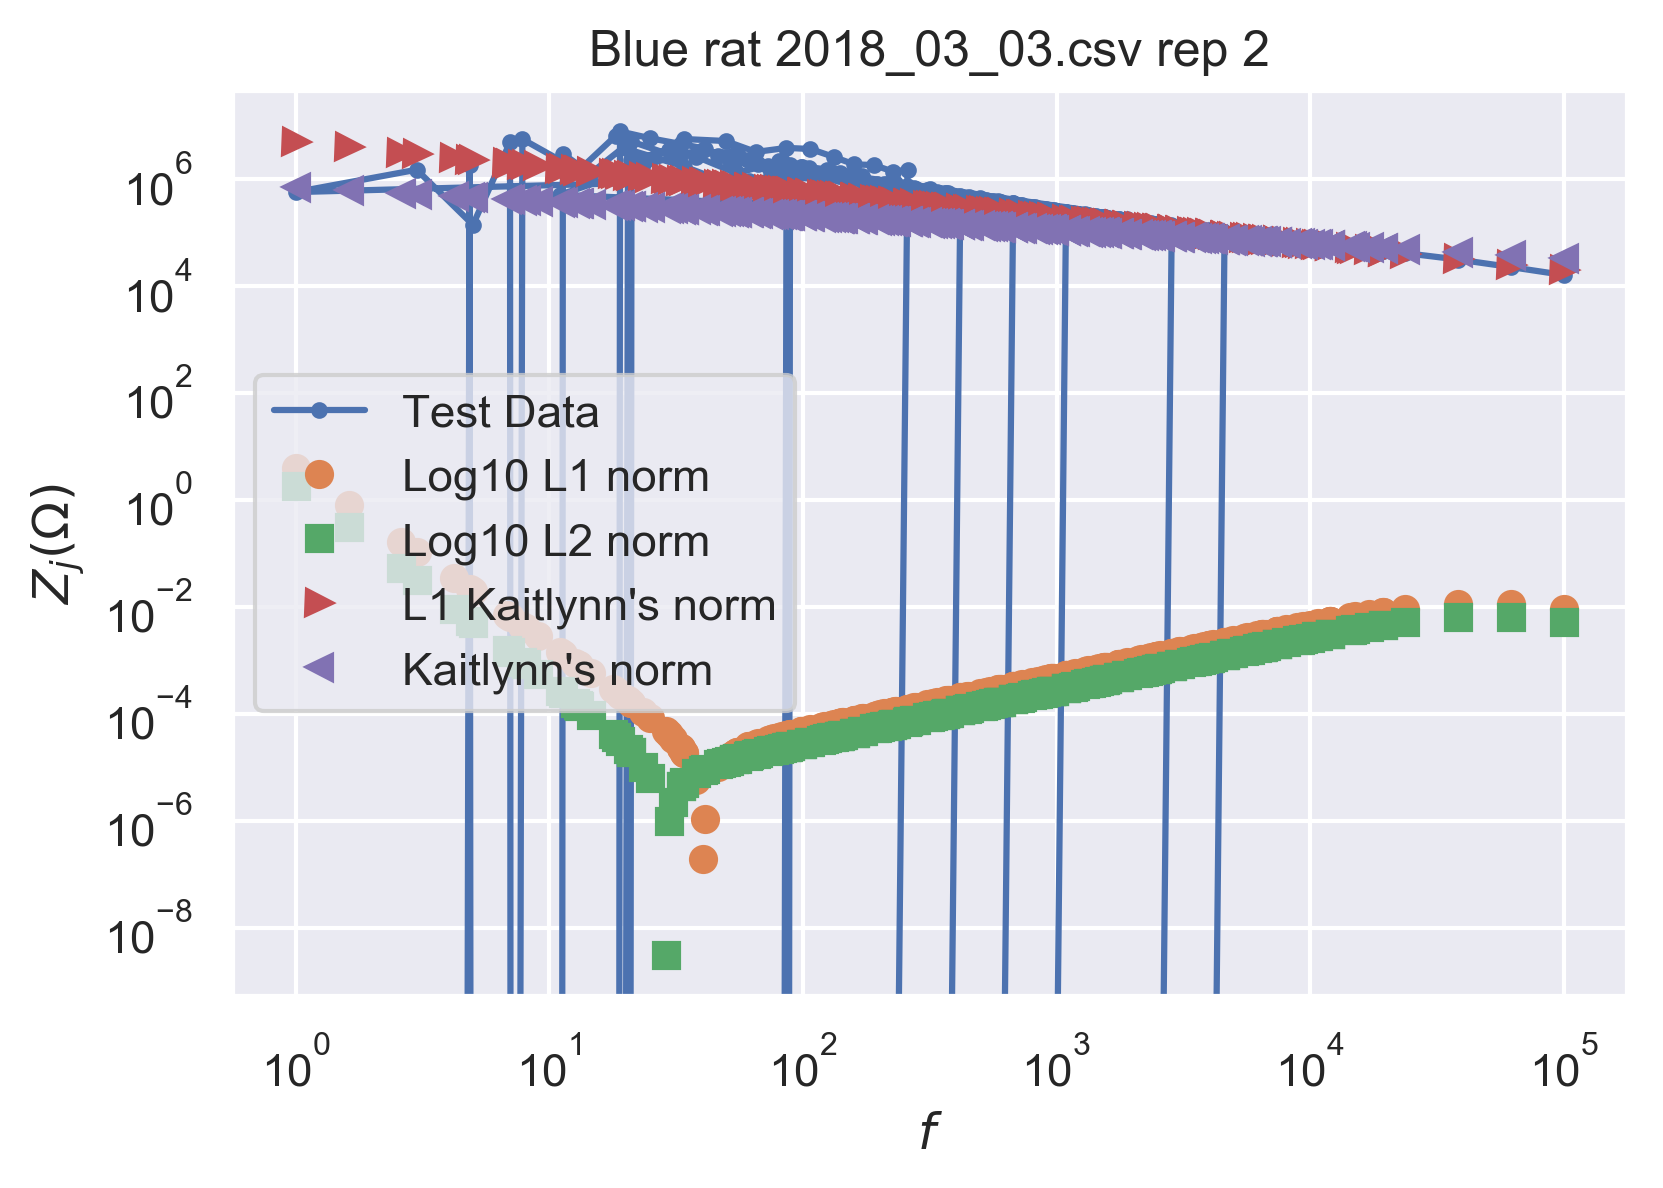 Blue rat 2018_03_03.csv rep 2
10^6
10^4
10^2
10^0
10^−2
10^−4
10^−6
10^−8
Z_j(Ω)
Test Data
Log10 L1 norm
Log10 L2 norm
L1 Kaitlynn's norm
Kaitlynn's norm
10^0 10^1 10^2 10^3 10^4 10^5
f